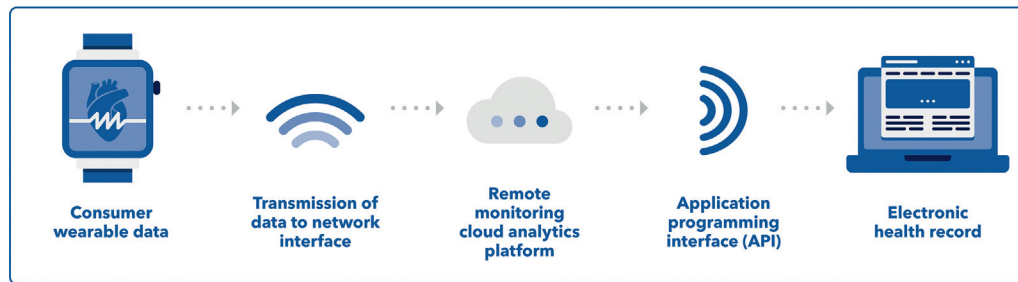 Consumer
wearable data
Transmission of
data to network
interface
Remote
monitoring
cloud analytics
platform
Application
programming
interface (API)
Electronic
health record